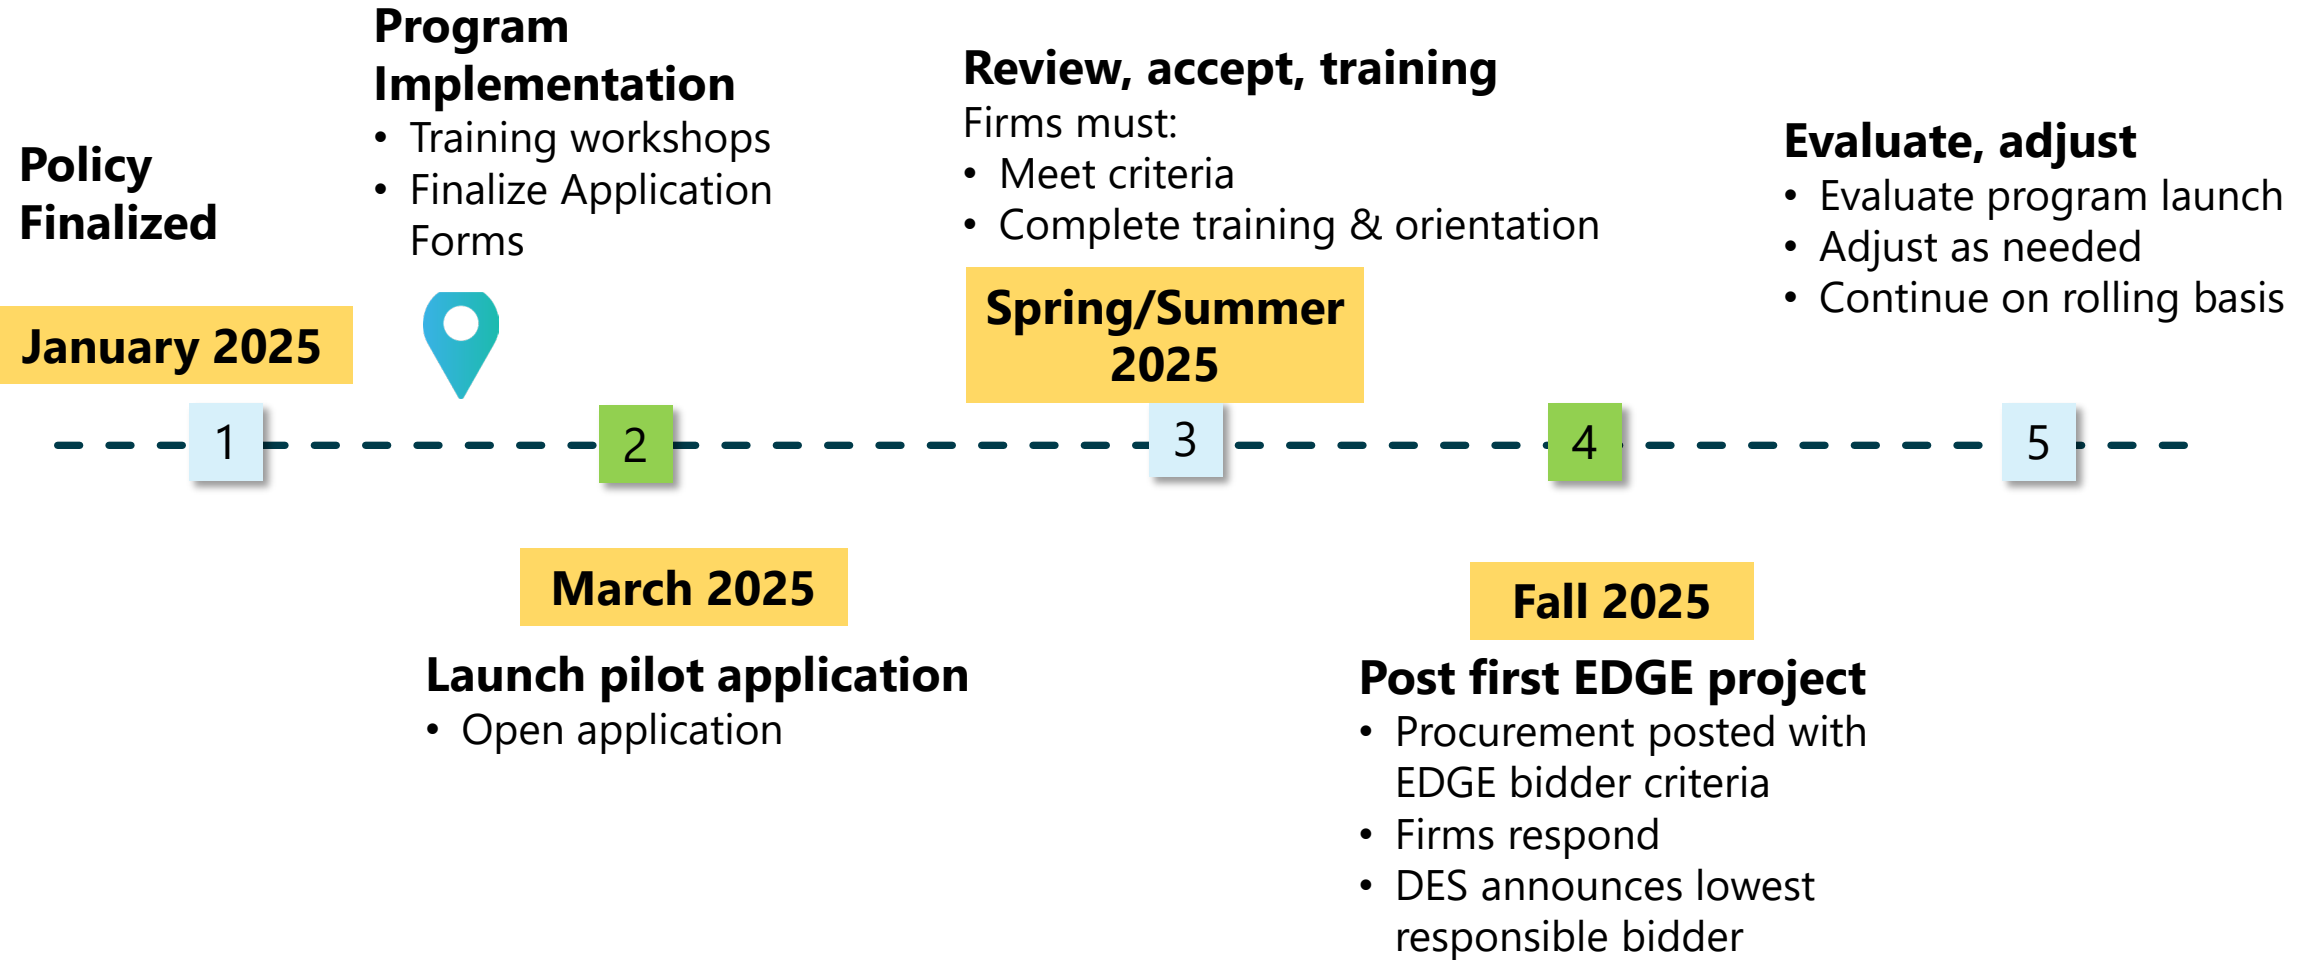 Policy
Finalized
January 2025
1
Program
Implementation
• Training workshops
• Finalize Application
Forms
2
March 2025
Launch pilot application
• Open application
Review, accept, training
Firms must:
• Meet criteria
• Complete training & orientation
Spring/Summer
2025
3
4
Fall 2025
Post first EDGE project
• Procurement posted with
EDGE bidder criteria
• Firms respond
• DES announces lowest
responsible bidder
Evaluate, adjust
• Evaluate program launch
• Adjust as needed
• Continue on rolling basis
5